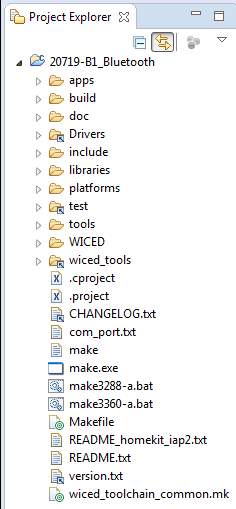 Project Explorer
20719-B1_Bluetooth
apps
build
doc
Drivers
include
libraries
platforms
test
tools
WICED
wiced_tools
.cproject
.project
CHANGELOG.txt
com_port.txt
make
make.exe
make3288-a.bat
make3360-a.bat
Makefile
README_homekit_iap2.txt
README.txt
version.txt
wiced_toolchain_common.mk